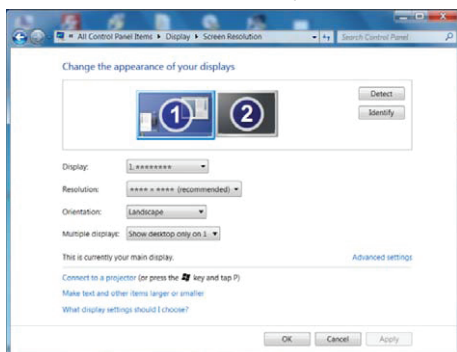 « All Control Panel Items ▸ Display ▸ Screen Resolution
Search Control Panel
Change the appearance of your displays
1
2
Detect
Identify
Display: 1. ********
Resolution: **** × **** (recommended)
Orientation: Landscape
Multiple displays: Show desktop only on 1
This is currently your main display.
Advanced settings
Connect to a projector (or press the key and tap P)
Make text and other items larger or smaller
What display settings should I choose?
OK
Cancel
Apply